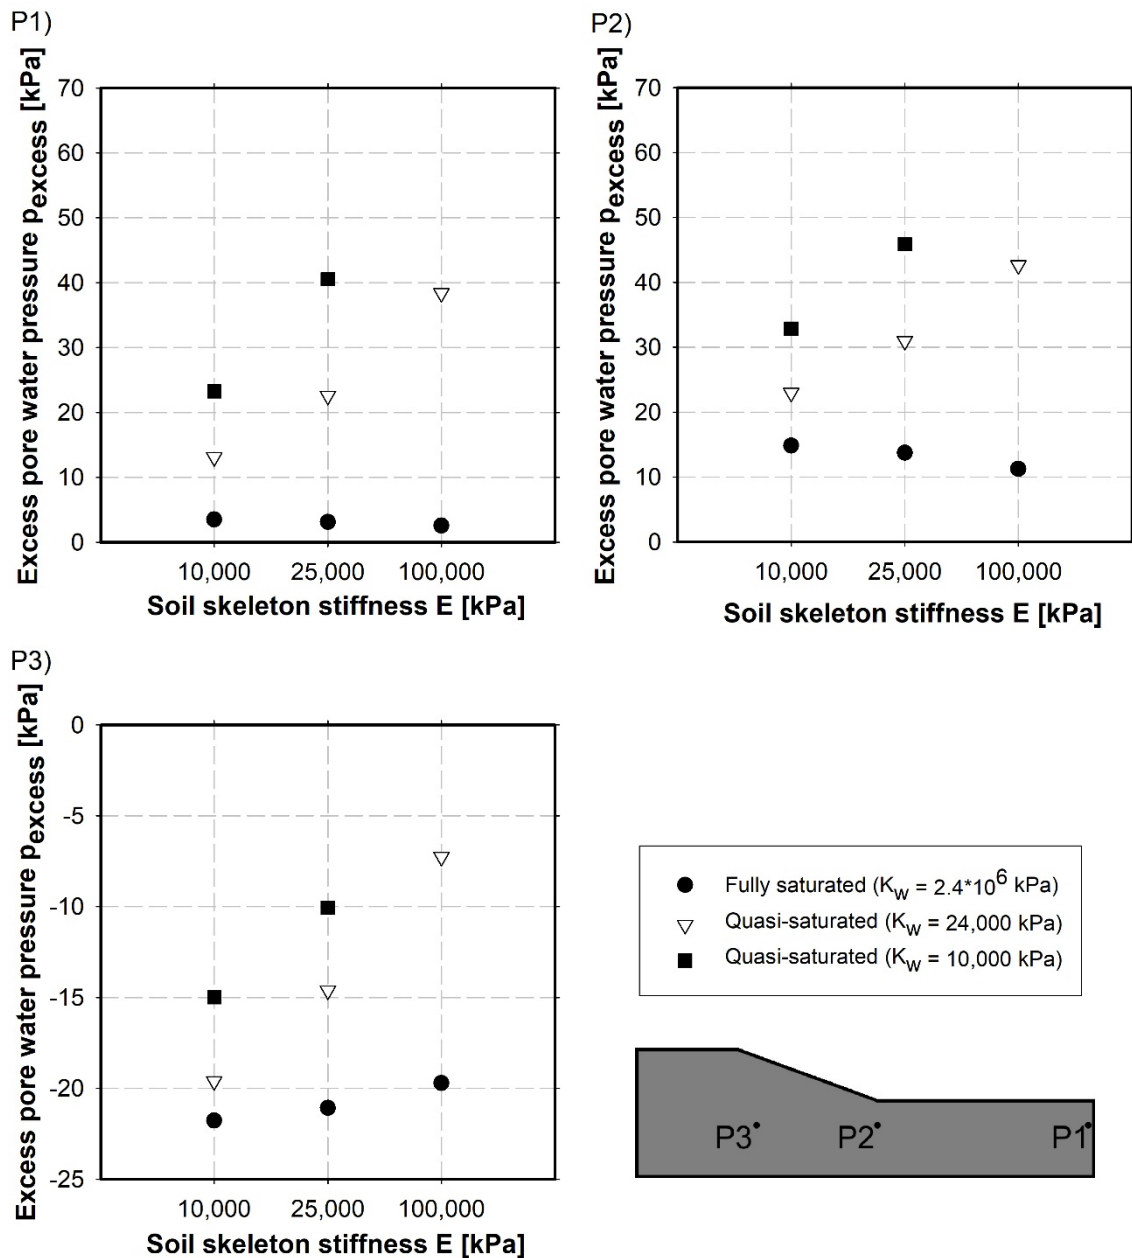 P1)
Excess pore water pressure pexcess [kPa]
70
60
50
40
30
20
10
0
10,000 25,000 100,000
Soil skeleton stiffness E [kPa]
P2)
Excess pore water pressure pexcess [kPa]
70
60
50
40
30
20
10
0
10,000 25,000 100,000
Soil skeleton stiffness E [kPa]
P3)
Excess pore water pressure pexcess [kPa]
0
-5
-10
-15
-20
-25
10,000 25,000 100,000
Soil skeleton stiffness E [kPa]
Fully saturated (Kw = 2.4*10^6 kPa)
Quasi-saturated (Kw = 24,000 kPa)
Quasi-saturated (Kw = 10,000 kPa)
P3 P2 P1